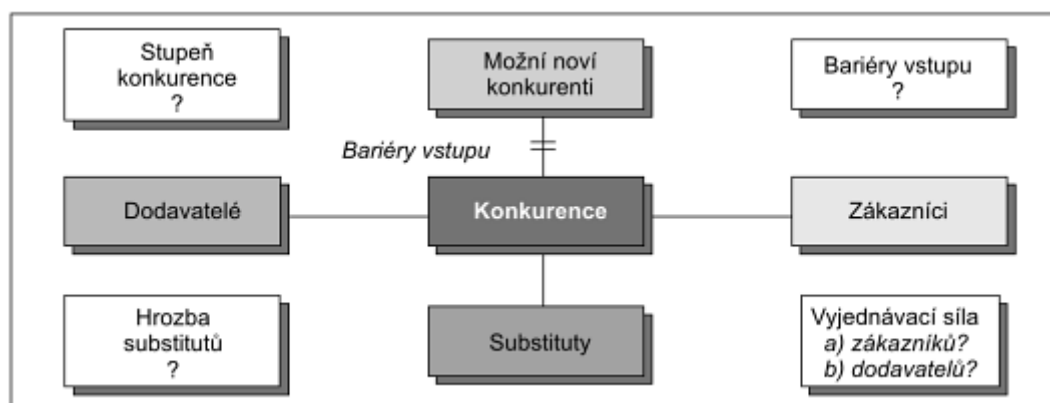 Stupeň
konkurence
?
Možní noví
konkurenti
Bariéry vstupu
?
Bariéry vstupu
Dodavatelé
Konkurence
Zákazníci
Hrozba
substitutů
?
Substituty
Vyjednávací síla
a) zákazníků?
b) dodavatelů?